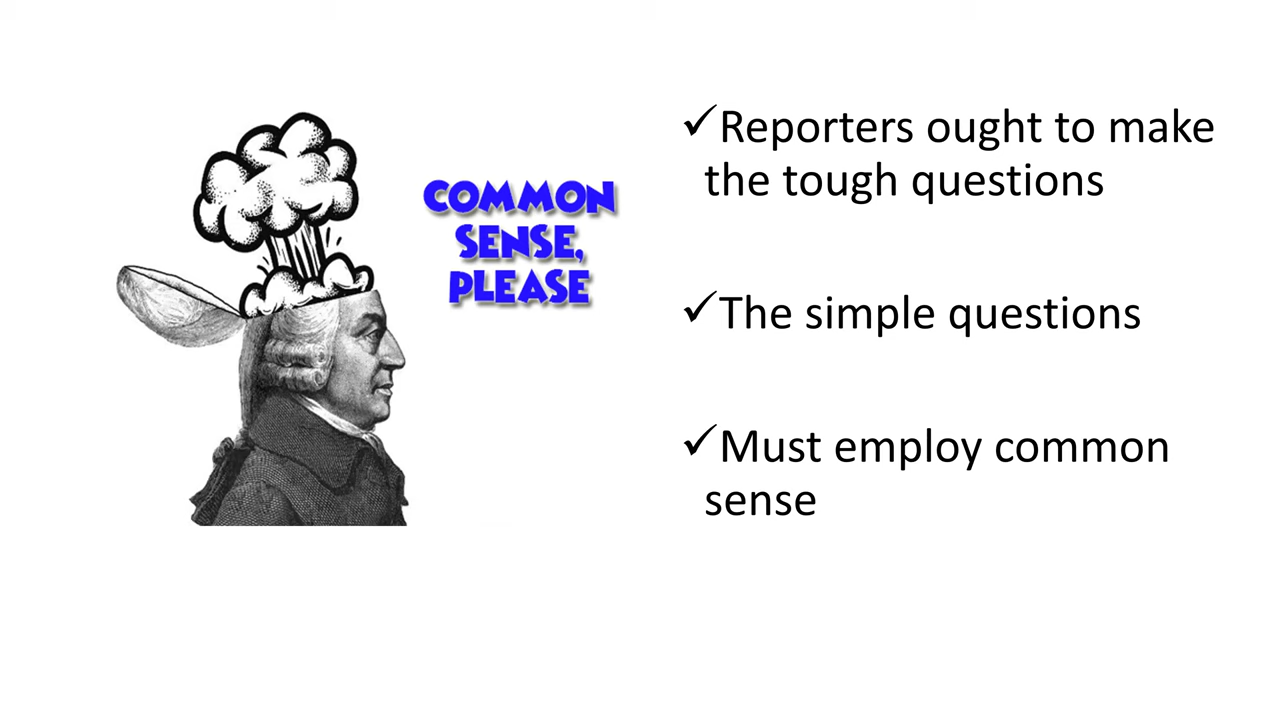 COMMON
SENSE,
PLEASE
✓Reporters ought to make
the tough questions
✓The simple questions
✓Must employ common
sense